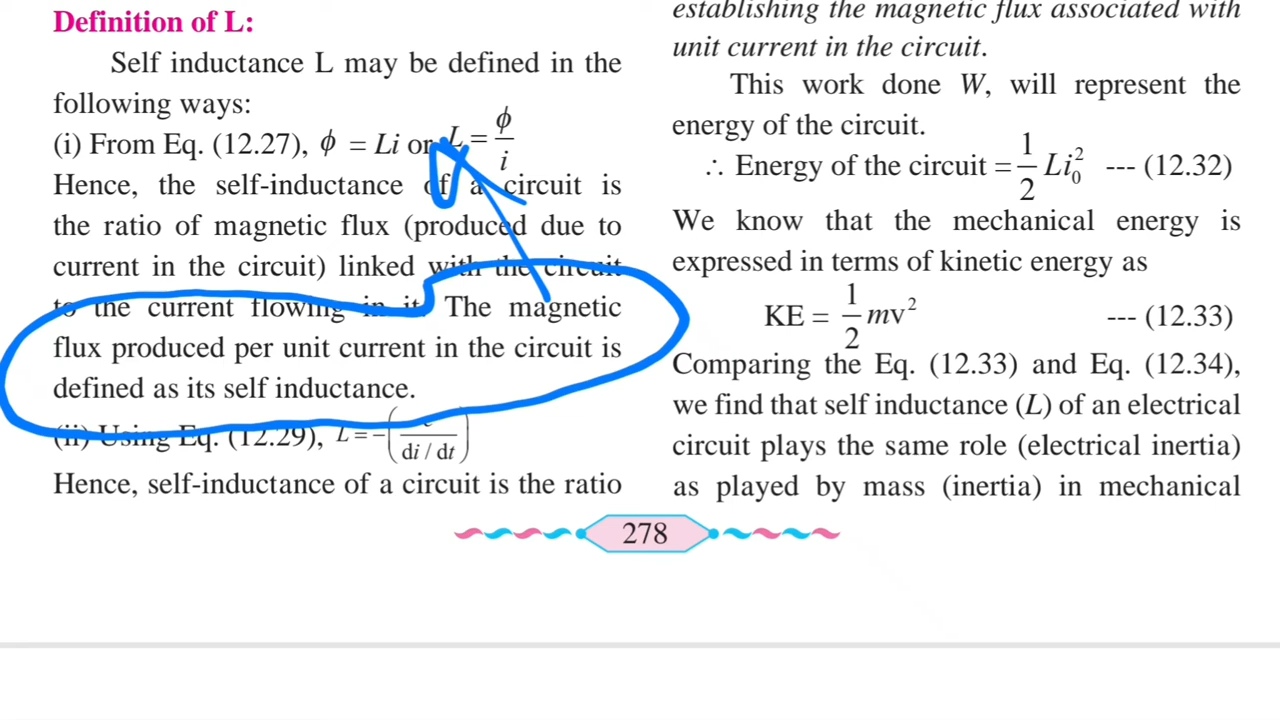 Definition of L:
Self inductance L may be defined in the
following ways:
(i) From Eq. (12.27), ϕ = Li or L = ϕ/i
Hence, the self-inductance of a circuit is
the ratio of magnetic flux (produced due to
current in the circuit) linked with the circuit
to the current flowing in it. The magnetic
flux produced per unit current in the circuit is
defined as its self inductance.
(ii) Using Eq. (12.29), L = -(e / di / dt)
Hence, self-inductance of a circuit is the ratio
establishing the magnetic flux associated with
unit current in the circuit.
This work done W, will represent the
energy of the circuit.
∴ Energy of the circuit = 1/2 Li₀² --- (12.32)
We know that the mechanical energy is
expressed in terms of kinetic energy as
KE = 1/2 mv² --- (12.33)
Comparing the Eq. (12.33) and Eq. (12.34),
we find that self inductance (L) of an electrical
circuit plays the same role (electrical inertia)
as played by mass (inertia) in mechanical
278